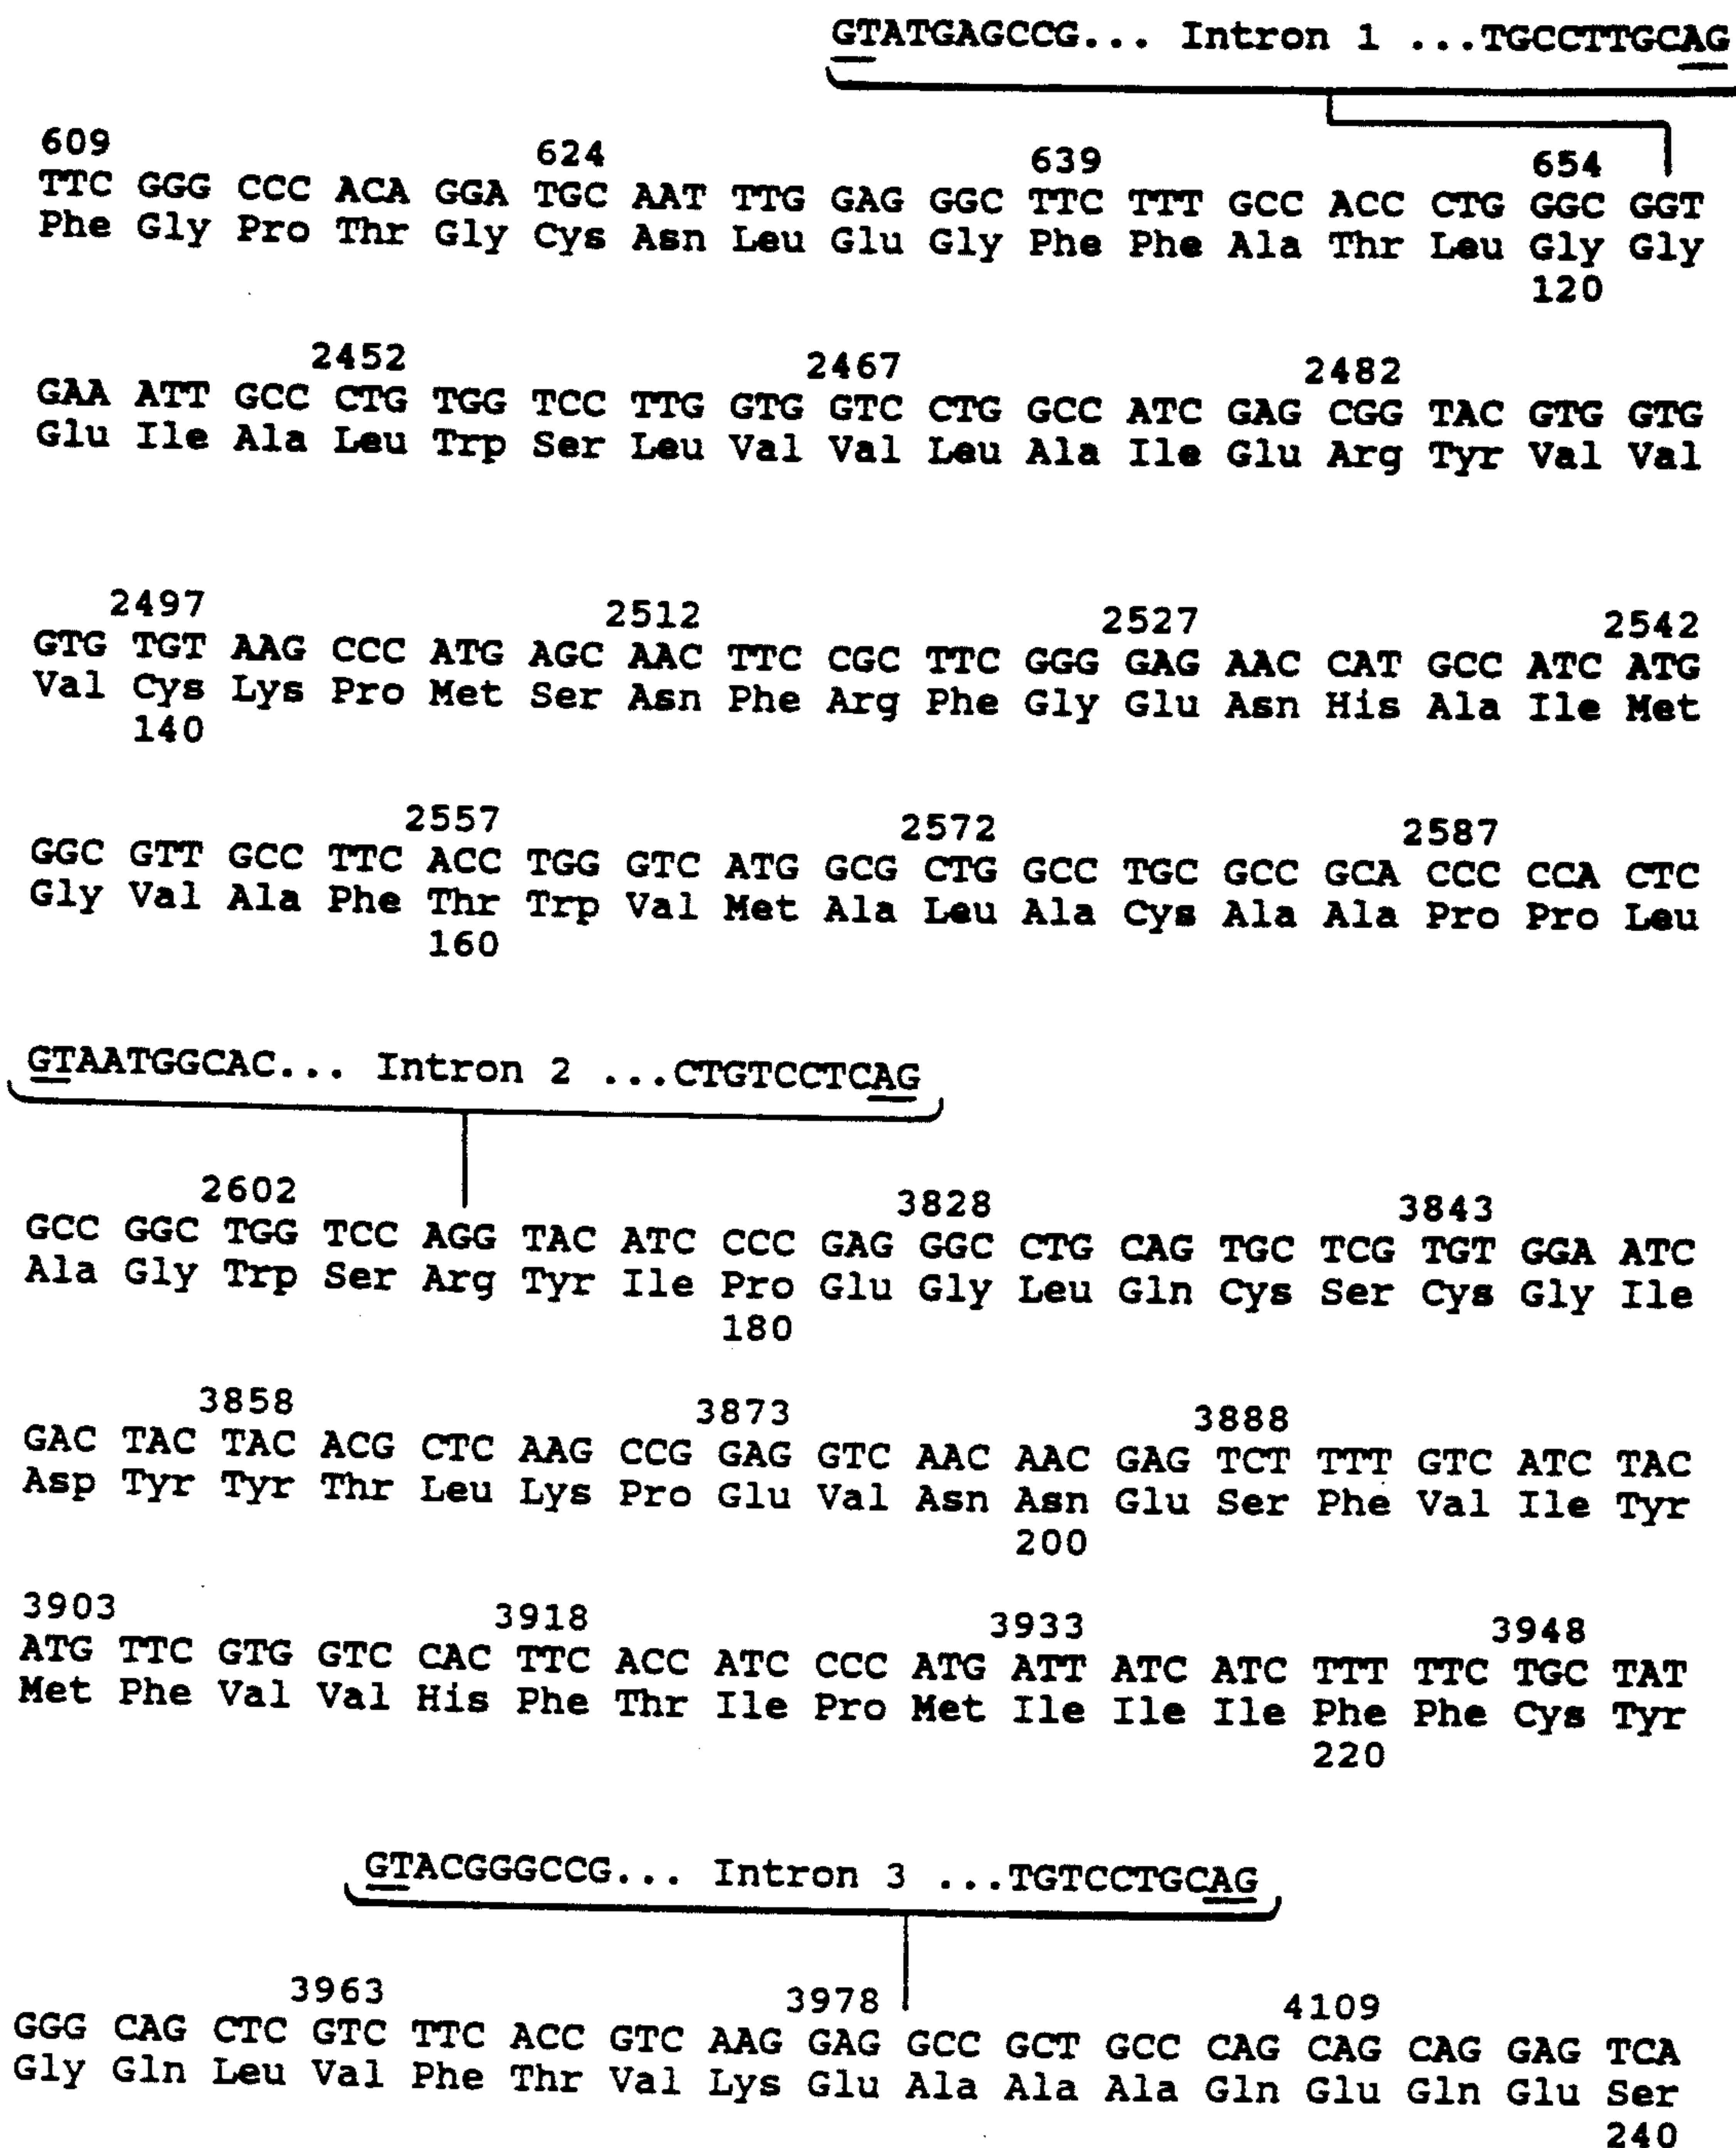 GTATGAGCCG... Intron 1 ...TGCCTTGCAG
609 624 639 654
TTC GGG CCC ACA GGA TGC AAT TTG GAG GGC TTC TTT GCC ACC CTG GGC GGT
Phe Gly Pro Thr Gly Cys Asn Leu Glu Gly Phe Phe Ala Thr Leu Gly Gly
120
2452 2467 2482
GAA ATT GCC CTG TGG TCC TTG GTG GTC CTG GCC ATC GAG CGG TAC GTG GTG
Glu Ile Ala Leu Trp Ser Leu Val Val Leu Ala Ile Glu Arg Tyr Val Val
2497 2512 2527 2542
GTG TGT AAG CCC ATG AGC AAC TTC CGC TTC GGG GAG AAC CAT GCC ATC ATG
Val Cys Lys Pro Met Ser Asn Phe Arg Phe Gly Glu Asn His Ala Ile Met
140
2557 2572 2587
GGC GTT GCC TTC ACC TGG GTC ATG GCG CTG GCC TGC GCC GCA CCC CCA CTC
Gly Val Ala Phe Thr Trp Val Met Ala Leu Ala Cys Ala Ala Pro Pro Leu
160
GTAATGGCAC... Intron 2 ...CTGTCCTCAG
2602 3828 3843
GCC GGC TGG TCC AGG TAC ATC CCC GAG GGC CTG CAG TGC TCG TGT GGA ATC
Ala Gly Trp Ser Arg Tyr Ile Pro Glu Gly Leu Gln Cys Ser Cys Gly Ile
180
3858 3873 3888
GAC TAC TAC ACG CTC AAG CCG GAG GTC AAC AAC GAG TCT TTT GTC ATC TAC
Asp Tyr Tyr Thr Leu Lys Pro Glu Val Asn Asn Glu Ser Phe Val Ile Tyr
200
3903 3918 3933 3948
ATG TTC GTG GTC CAC TTC ACC ATC CCC ATG ATT ATC ATC TTT TTC TGC TAT
Met Phe Val Val His Phe Thr Ile Pro Met Ile Ile Ile Phe Phe Cys Tyr
220
GTACGGGCCG... Intron 3 ...TGTCCTGCAG
3963 3978 4109
GGG CAG CTC GTC TTC ACC GTC AAG GAG GCC GCT GCC CAG CAG CAG GAG TCA
Gly Gln Leu Val Phe Thr Val Lys Glu Ala Ala Ala Gln Glu Gln Glu Ser
240